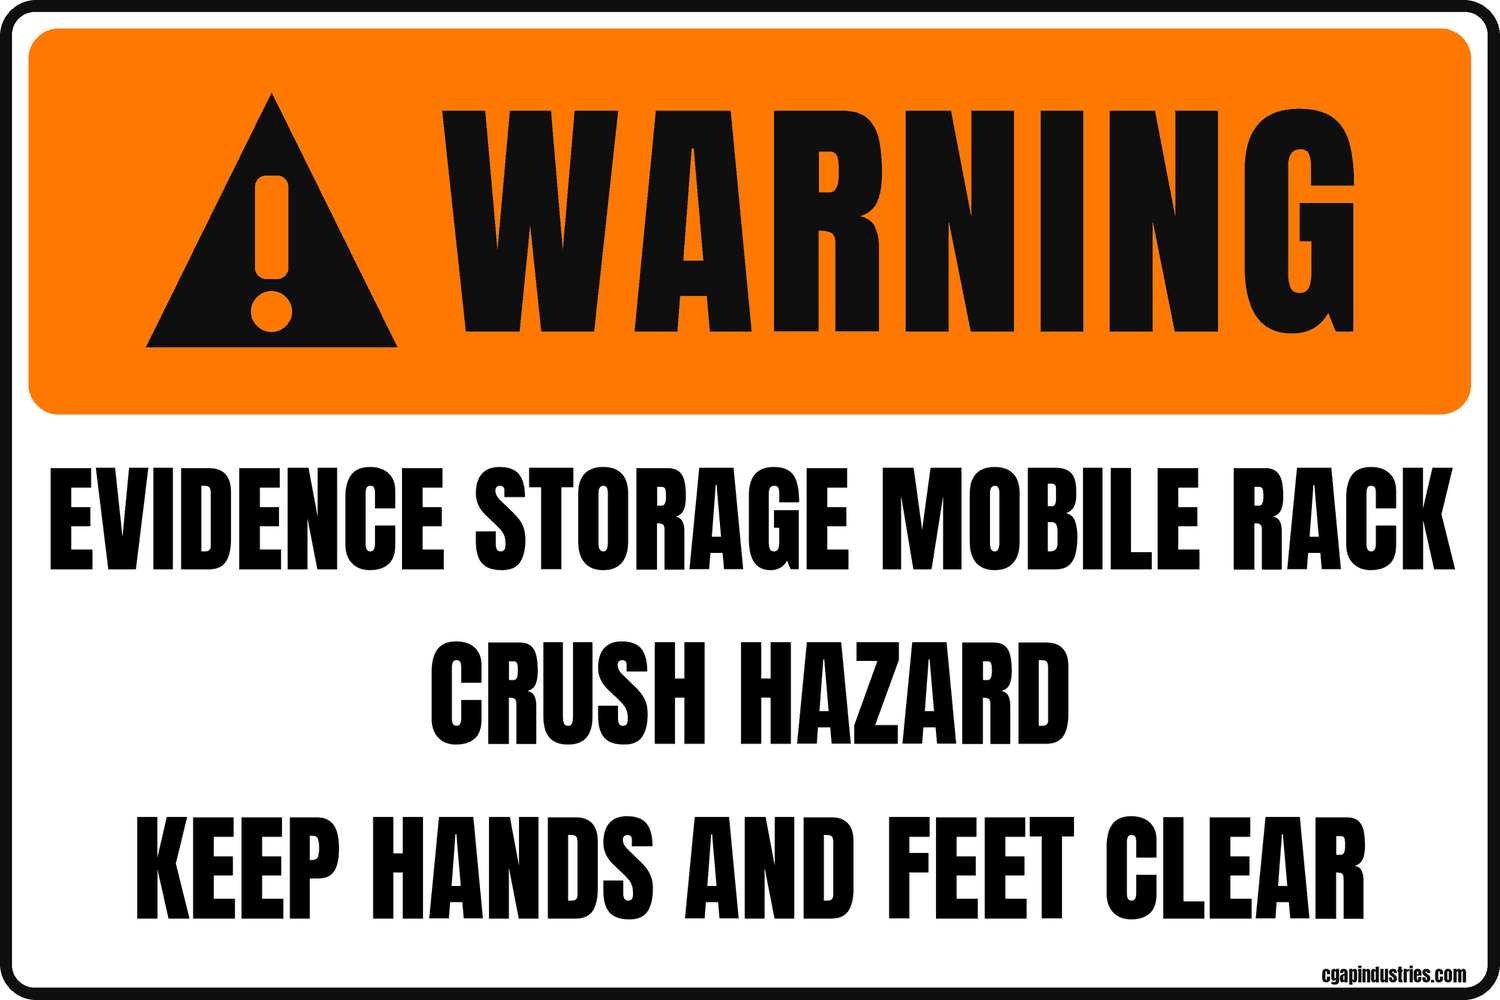 WARNING
EVIDENCE STORAGE MOBILE RACK
CRUSH HAZARD
KEEP HANDS AND FEET CLEAR
cgapindustries.com